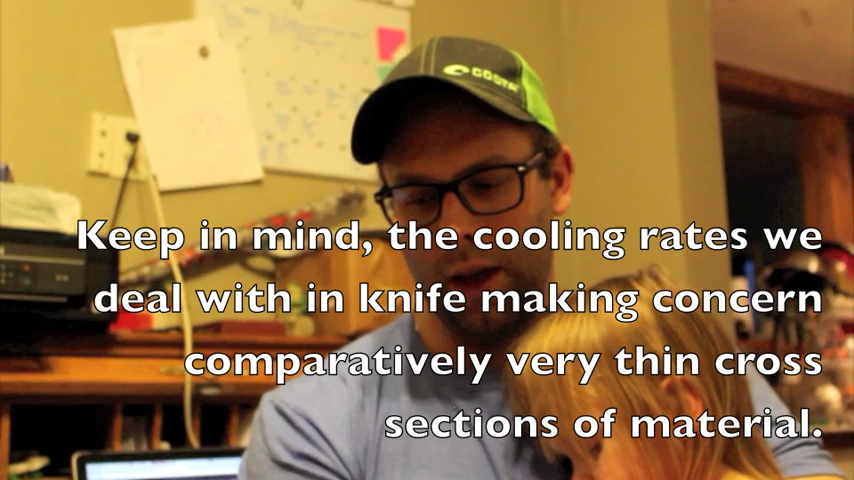 COSTA
Keep in mind, the cooling rates we
deal with in knife making concern
comparatively very thin cross
sections of material.